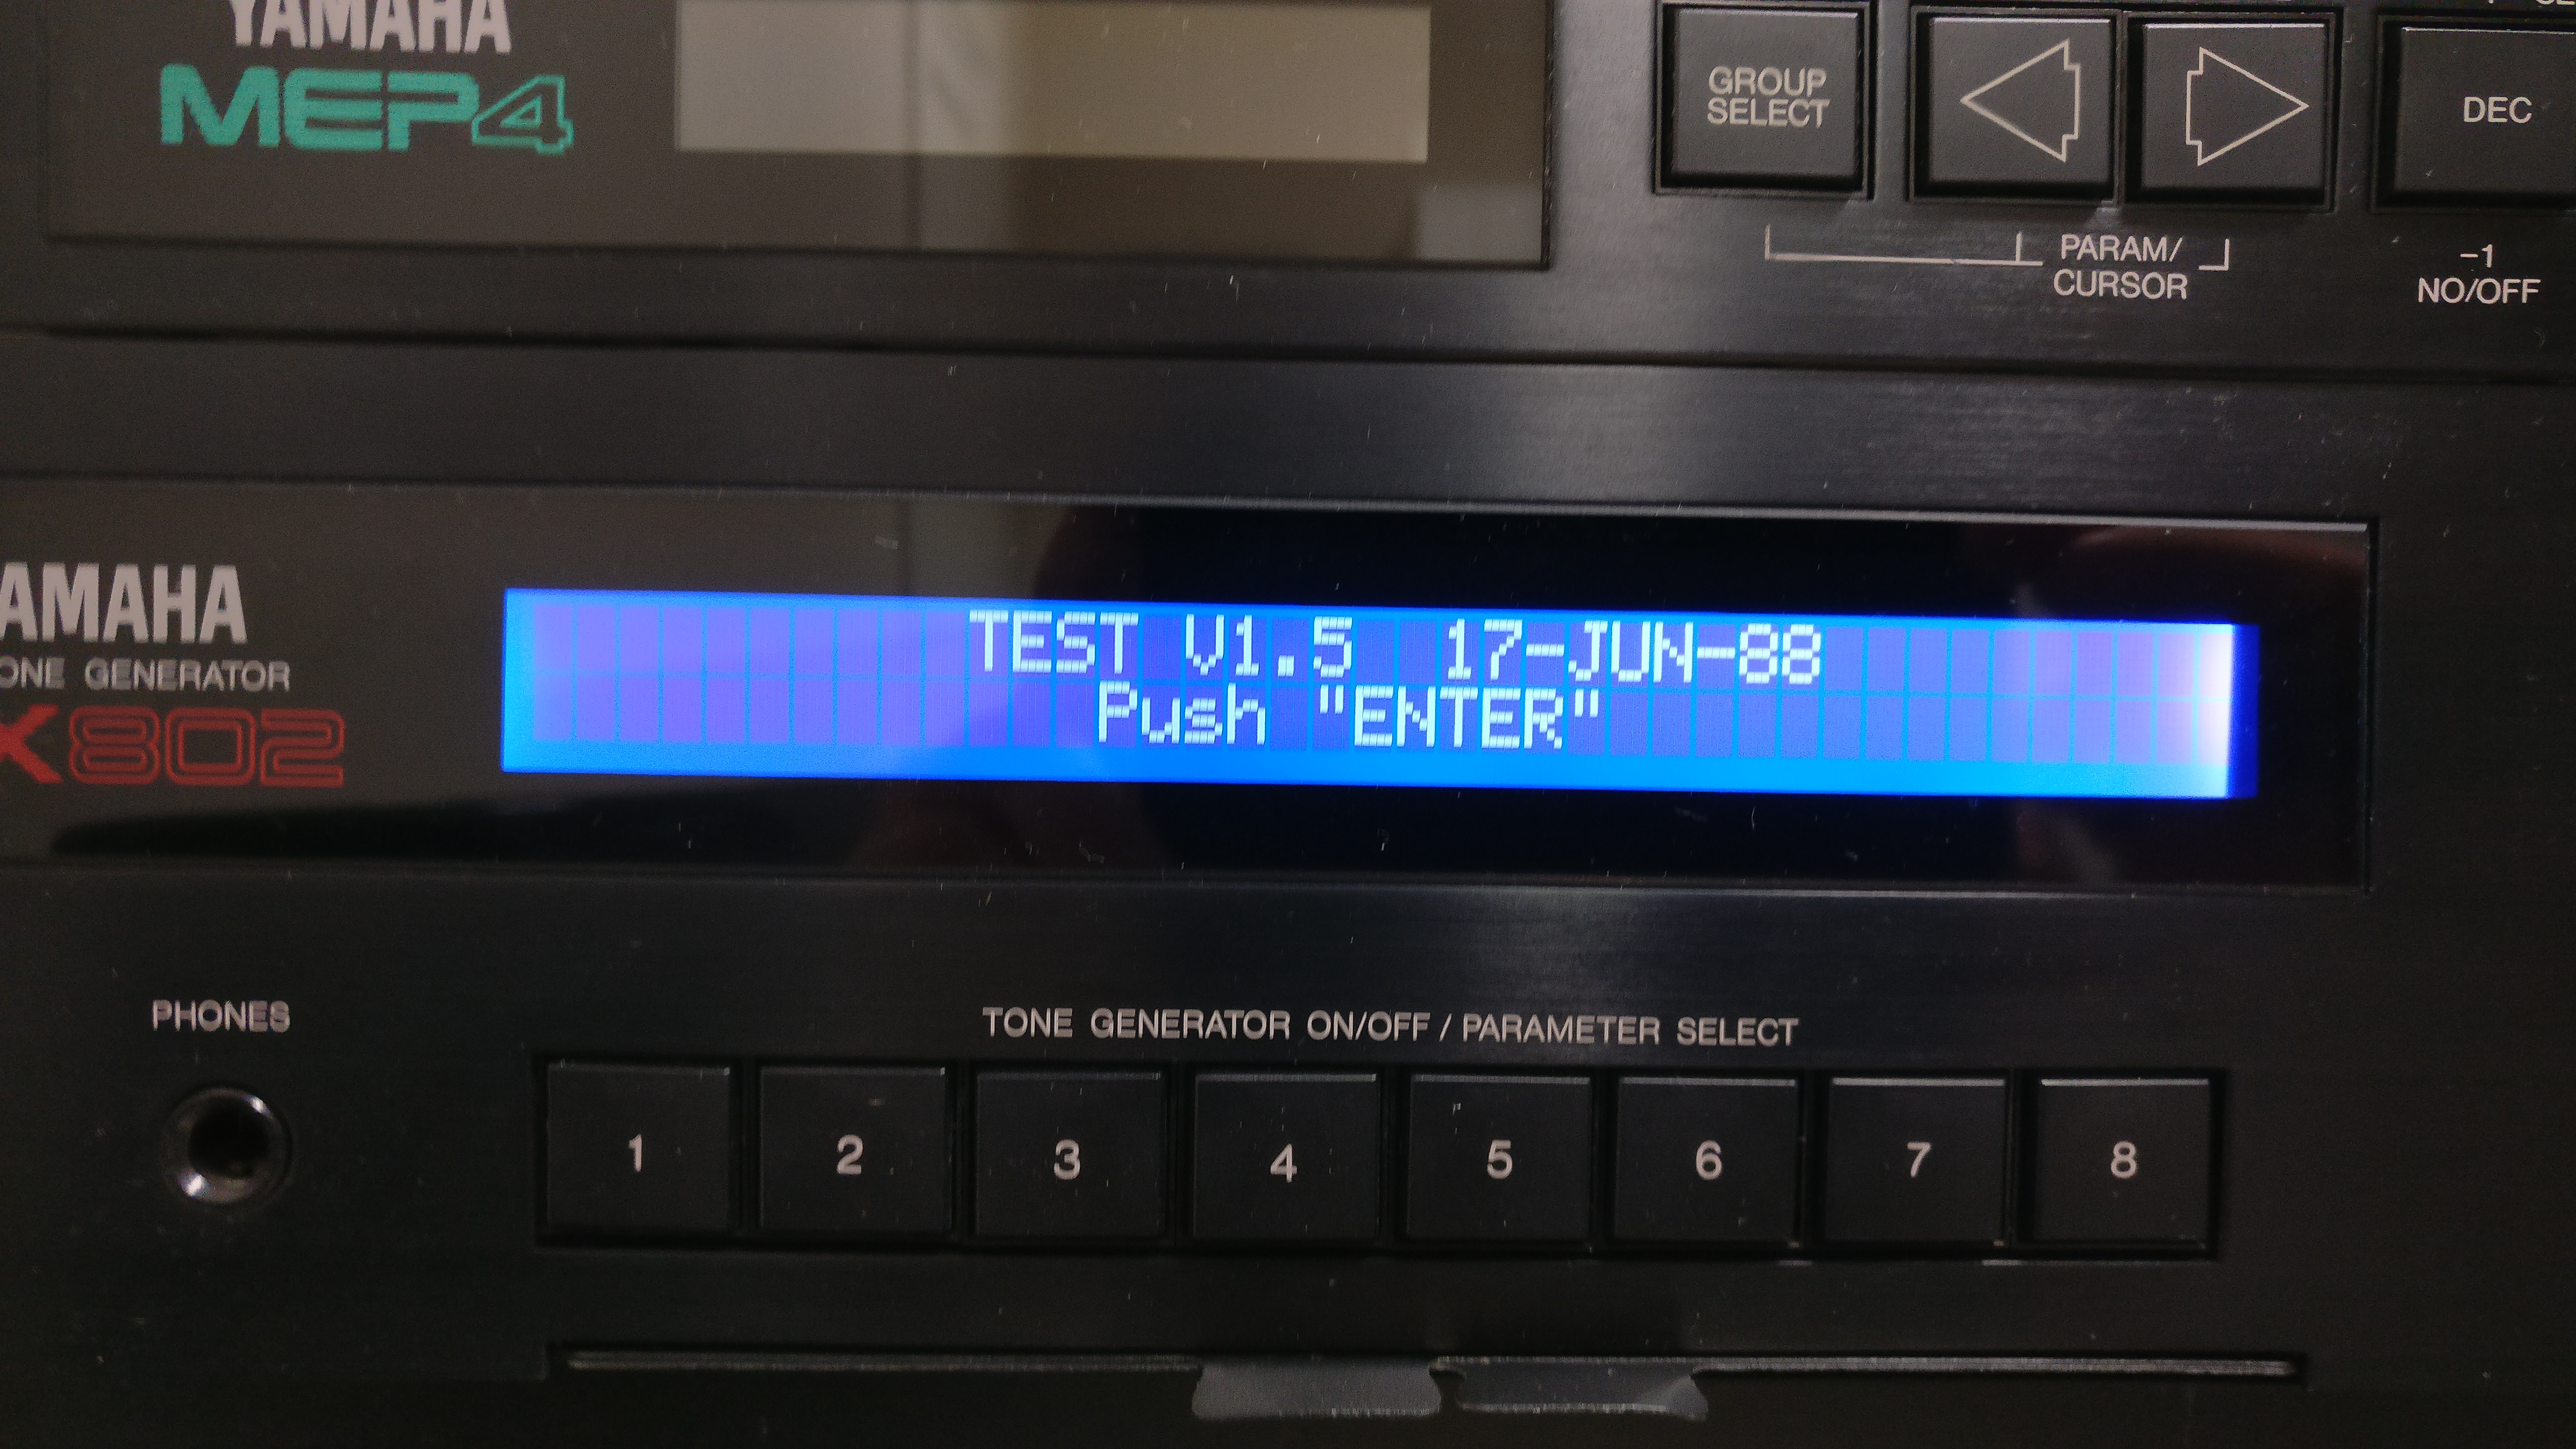 YAMAHA
MEP4
GROUP
SELECT
DEC
PARAM/
CURSOR
-1
NO/OFF
AMAHA
ONE GENERATOR
X802
TEST V1.5 17-JUN-88
Push "ENTER"
PHONES
TONE GENERATOR ON/OFF / PARAMETER SELECT
1 2 3 4 5 6 7 8